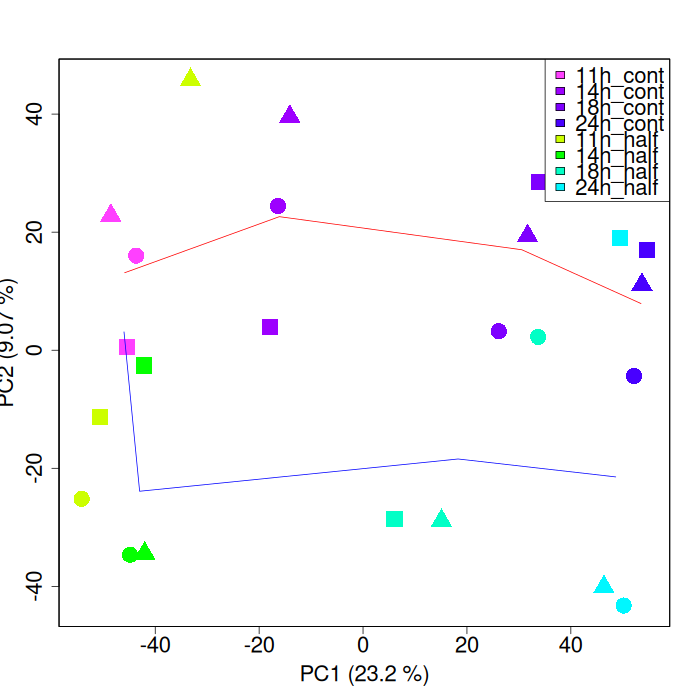 11h_cont
14h_cont
18h_cont
24h_cont
11h_half
14h_half
18h_half
24h_half
40
20
0
-20
-40
PC2 (9.07 %)
-40
-20
0
20
40
PC1 (23.2 %)